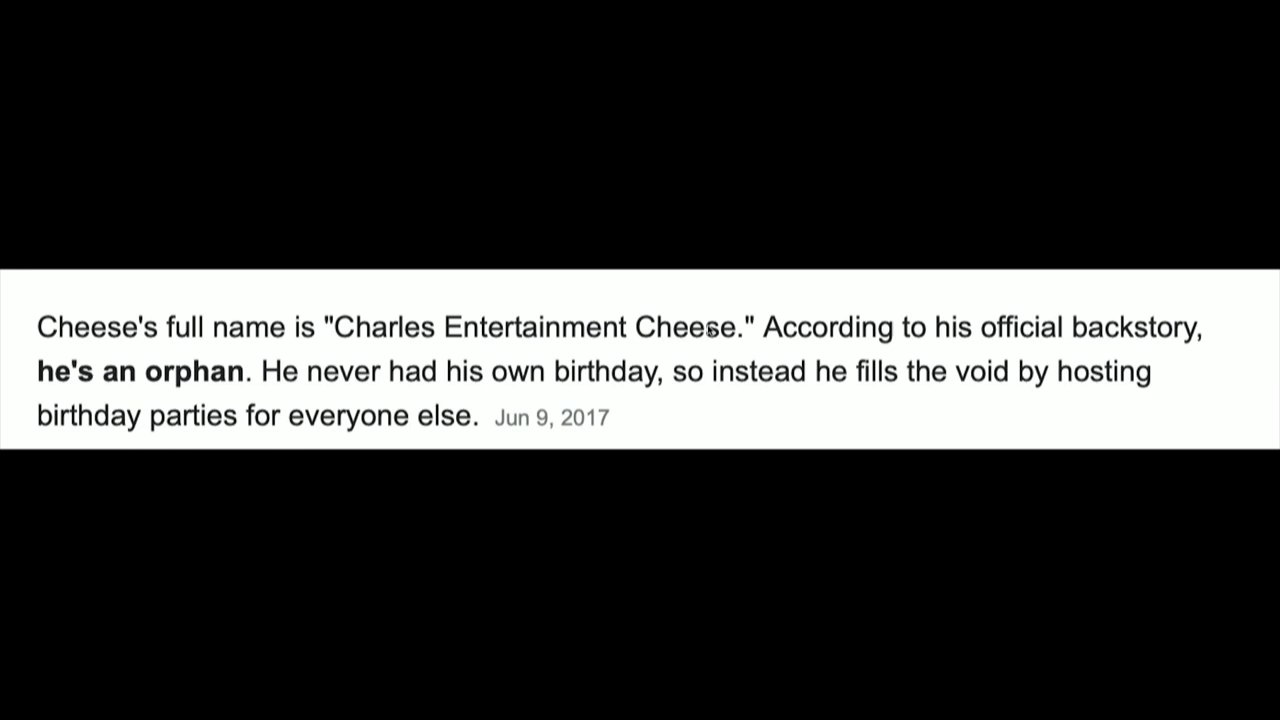 Cheese's full name is "Charles Entertainment Cheese." According to his official backstory,
he's an orphan. He never had his own birthday, so instead he fills the void by hosting
birthday parties for everyone else. Jun 9, 2017